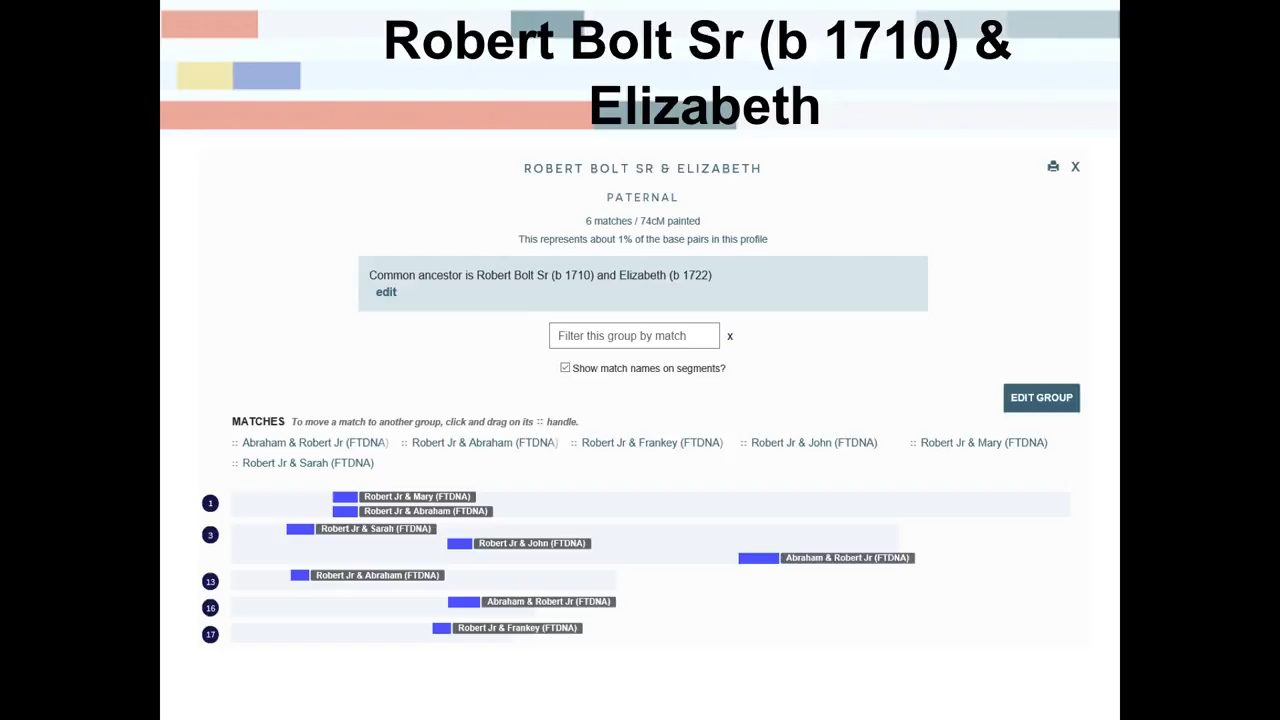 Robert Bolt Sr (b 1710) &
Elizabeth
ROBERT BOLT SR & ELIZABETH
X
PATERNAL
6 matches / 74cM painted
This represents about 1% of the base pairs in this profile
Common ancestor is Robert Bolt Sr (b 1710) and Elizabeth (b 1722)
edit
Filter this group by match x
Show match names on segments?
EDIT GROUP
MATCHES To move a match to another group, click and drag on its :: handle.
:: Abraham & Robert Jr (FTDNA) :: Robert Jr & Abraham (FTDNA) :: Robert Jr & Frankey (FTDNA) :: Robert Jr & John (FTDNA) :: Robert Jr & Mary (FTDNA)
:: Robert Jr & Sarah (FTDNA)
1 Robert Jr & Mary (FTDNA)
Robert Jr & Abraham (FTDNA)
3 Robert Jr & Sarah (FTDNA)
Robert Jr & John (FTDNA)
Abraham & Robert Jr (FTDNA)
13 Robert Jr & Abraham (FTDNA)
16 Abraham & Robert Jr (FTDNA)
17 Robert Jr & Frankey (FTDNA)